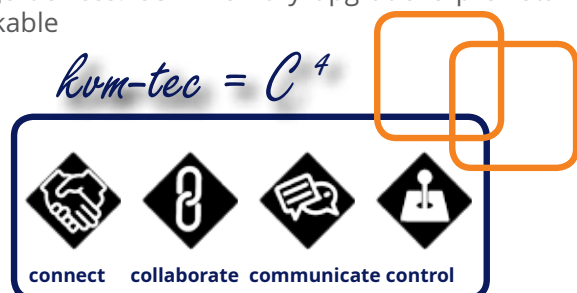 kable
kvm-tec = C⁴
connect collaborate communicate control